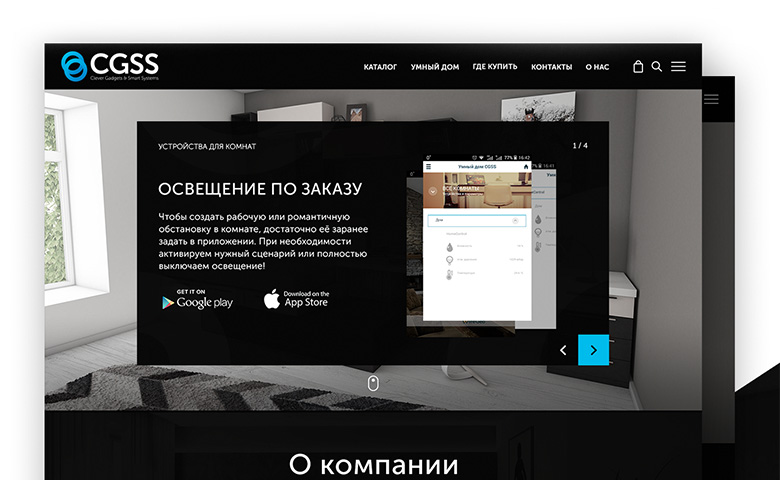 CGSS
Clever Gadgets & Smart Systems
КАТАЛОГ УМНЫЙ ДОМ ГДЕ КУПИТЬ КОНТАКТЫ О НАС
УСТРОЙСТВА ДЛЯ КОМНАТ
1 / 4
ОСВЕЩЕНИЕ ПО ЗАКАЗУ
Чтобы создать рабочую или романтичную
обстановку в комнате, достаточно её заранее
задать в приложении. При необходимости
активируем нужный сценарий или полностью
выключаем освещение!
GET IT ON
Google play
Download on the
App Store
77% 16:42
Умный дом CGSS
ВСЕ КОМНАТЫ
Дом
16:41
О компании